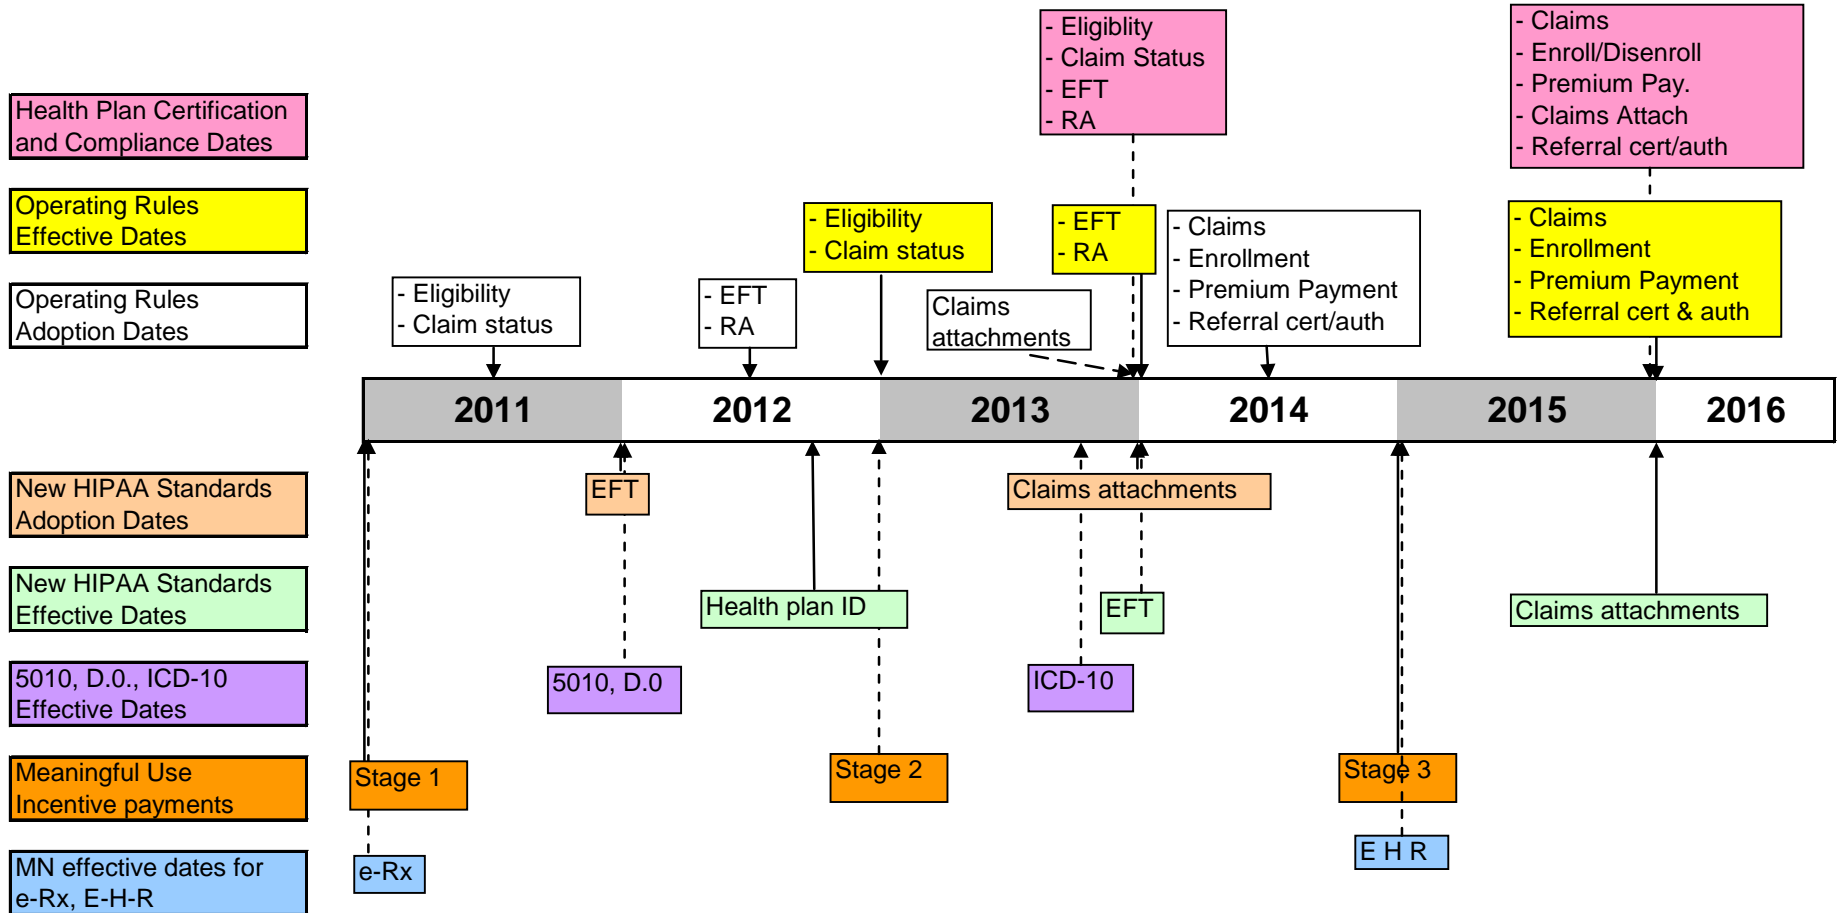 - Eligiblity
- Claim Status
- EFT
- RA
- Claims
- Enroll/Disenroll
- Premium Pay.
- Claims Attach
- Referral cert/auth
Health Plan Certification
and Compliance Dates
Operating Rules
Effective Dates
- Eligibility
- Claim status
- EFT
- RA
- Claims
- Enrollment
- Premium Payment
- Referral cert/auth
- Claims
- Enrollment
- Premium Payment
- Referral cert & auth
Operating Rules
Adoption Dates
- Eligibility
- Claim status
- EFT
- RA
Claims
attachments
2011
2012
2013
2014
2015
2016
New HIPAA Standards
Adoption Dates
EFT
Claims attachments
New HIPAA Standards
Effective Dates
Health plan ID
EFT
Claims attachments
5010, D.0., ICD-10
Effective Dates
5010, D.0
ICD-10
Meaningful Use
Incentive payments
Stage 1
Stage 2
Stage 3
MN effective dates for
e-Rx, E-H-R
e-Rx
E H R